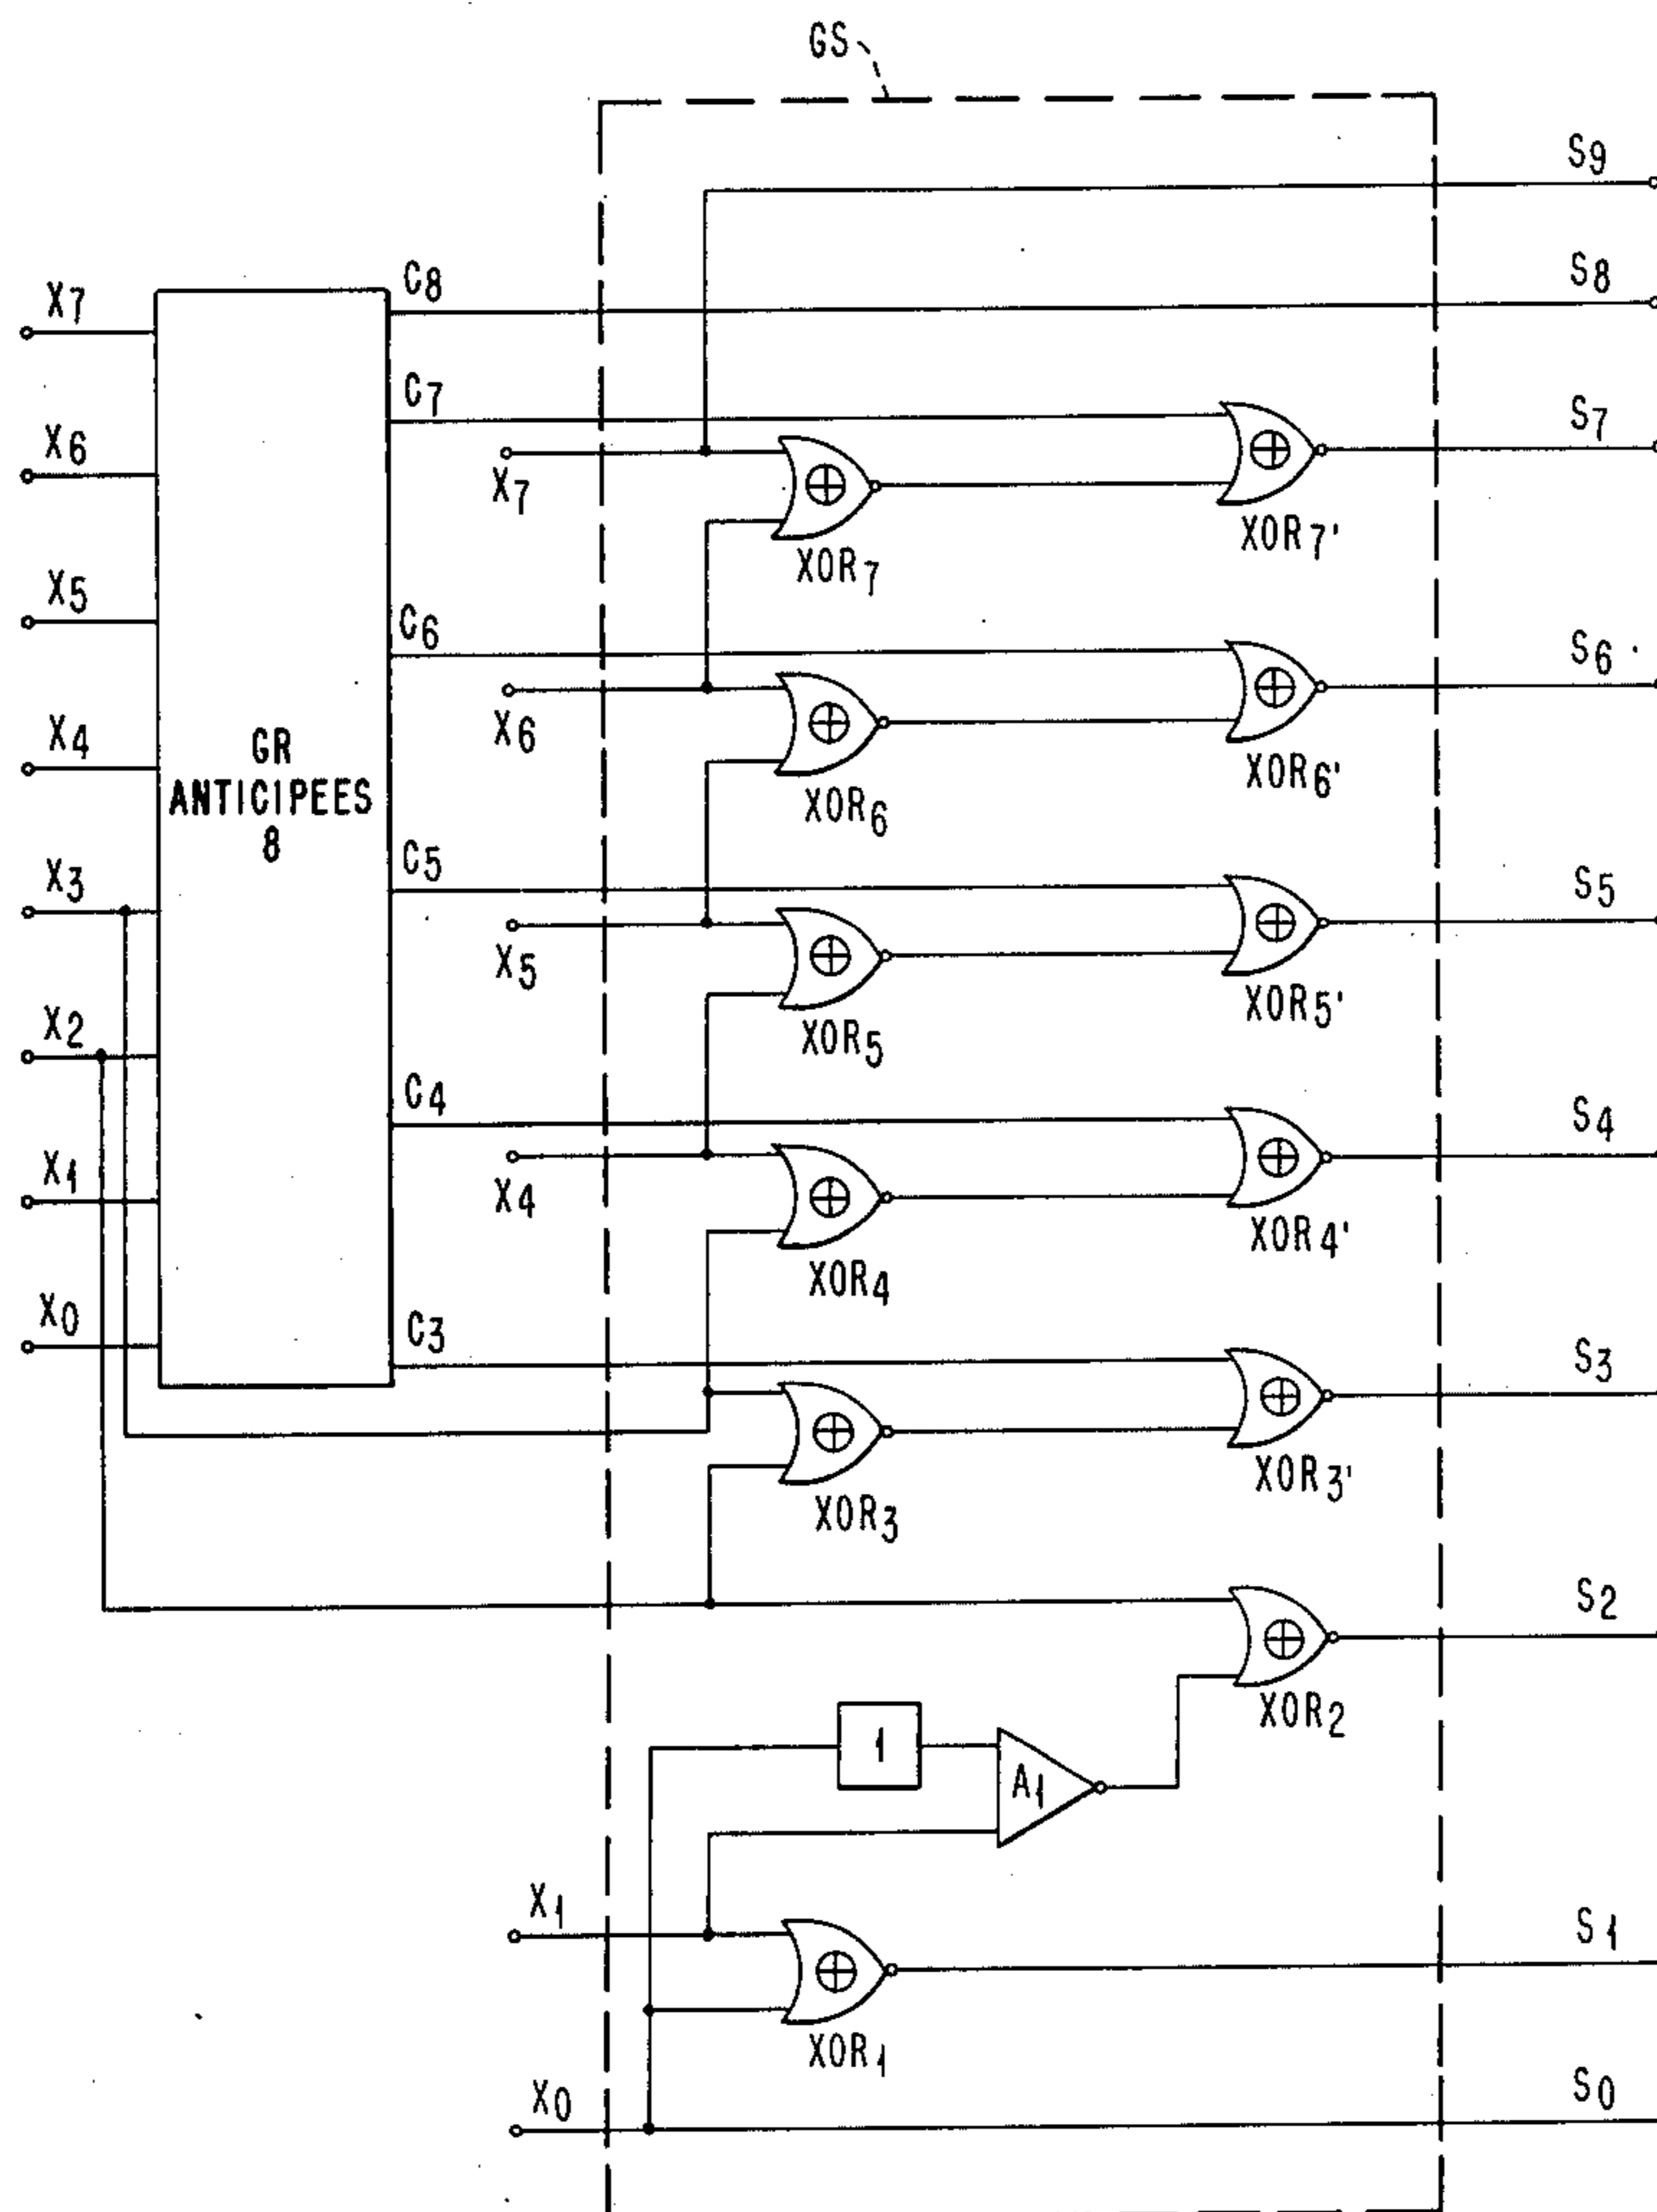 GS
S9
S8
C8
X7
C7
S7
X6
X7
XOR7
XOR7'
X5
C6
S6
X6
XOR6
XOR6'
X4
GR
ANTICIPEES
8
X3
C5
S5
X5
XOR5
XOR5'
X2
C4
S4
X4
XOR4
XOR4'
X1
X0
C3
S3
XOR3
XOR3'
S2
XOR2
1
A1
X1
S1
XOR1
X0
S0